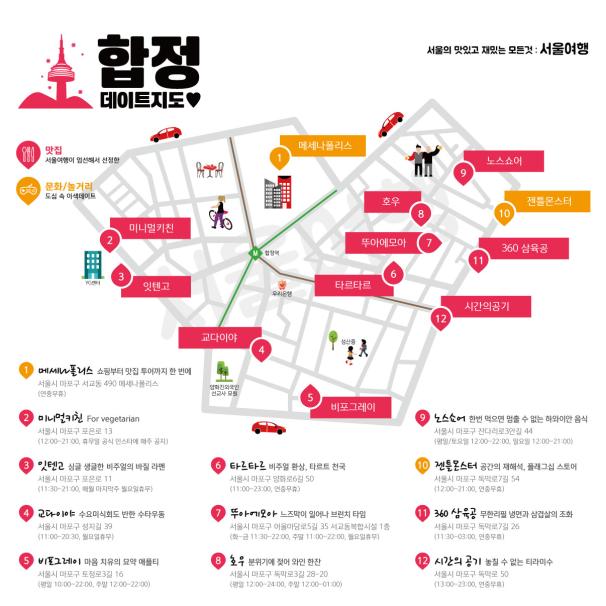 합정
데이트지도♥
서울의 맛있고 재밌는 모든것 : 서울여행
맛집
서울여행이 엄선해서 선정한
문화/놀거리
도심 속 이색데이트
메세나폴리스
1
노스쇼어
9
호우
8
젠틀몬스터
10
미니멀키친
2
뚜아에모아
7
360 삼육공
11
합정역
YG센터
3
잇텐고
6
타르타르
우리은행
시간의공기
12
교다이야
4
성산중
양화진외국인
선교사 묘원
5
비포그레이
1 메세나폴리스 쇼핑부터 맛집 투어까지 한 번에
서울시 마포구 서교동 490 메세나폴리스
(연중무휴)
2 미니멀키친 For vegetarian
서울시 마포구 포은로 13
(12:00~21:00, 휴무일 공식 인스타에 매주 공지)
3 잇텐고 싱글 생글한 비주얼의 바질 라멘
서울시 마포구 포은로 11
(11:30~21:00, 매월 마지막주 월요일휴무)
4 교다이야 수요미식회도 반한 수타우동
서울시 마포구 성지길 39
(11:00~20:30, 월요일휴무)
5 비포그레이 마음 치유의 묘약 애플티
서울시 마포구 토정로3길 16
(평일 10:00~22:00, 주말 12:00~22:00)
6 타르타르 비주얼 환상, 타르트 천국
서울시 마포구 양화로6길 50
(11:00~23:00, 연중무휴)
7 뚜아에모아 느즈막이 일어나 브런치 타임
서울시 마포구 어울마당로5길 35 서교동복합시설 1층
(화~금 11:30~22:00, 주말 11:00~22:00, 월요일휴무)
8 호우 분위기에 젖어 와인 한잔
서울시 마포구 독막로3길 28-20
(평일 12:00~24:00, 주말 12:00~01:00)
9 노스쇼어 한번 먹으면 멈출 수 없는 하와이안 음식
서울시 마포구 잔다리로3안길 44
(평일/토요일 12:00~22:00, 일요일 12:00~21:00)
10 젠틀몬스터 공간의 재해석, 플래그십 스토어
서울시 마포구 독막로7길 54
(12:00~21:00, 연중무휴)
11 360 삼육공 무한리필 냉면과 삼겹살의 조화
서울시 마포구 독막로7길 26
(11:30~03:00, 연중무휴)
12 시간의 공기 놓칠 수 없는 티라미수
서울시 마포구 독막로 50
(13:00~23:00, 연중무휴)